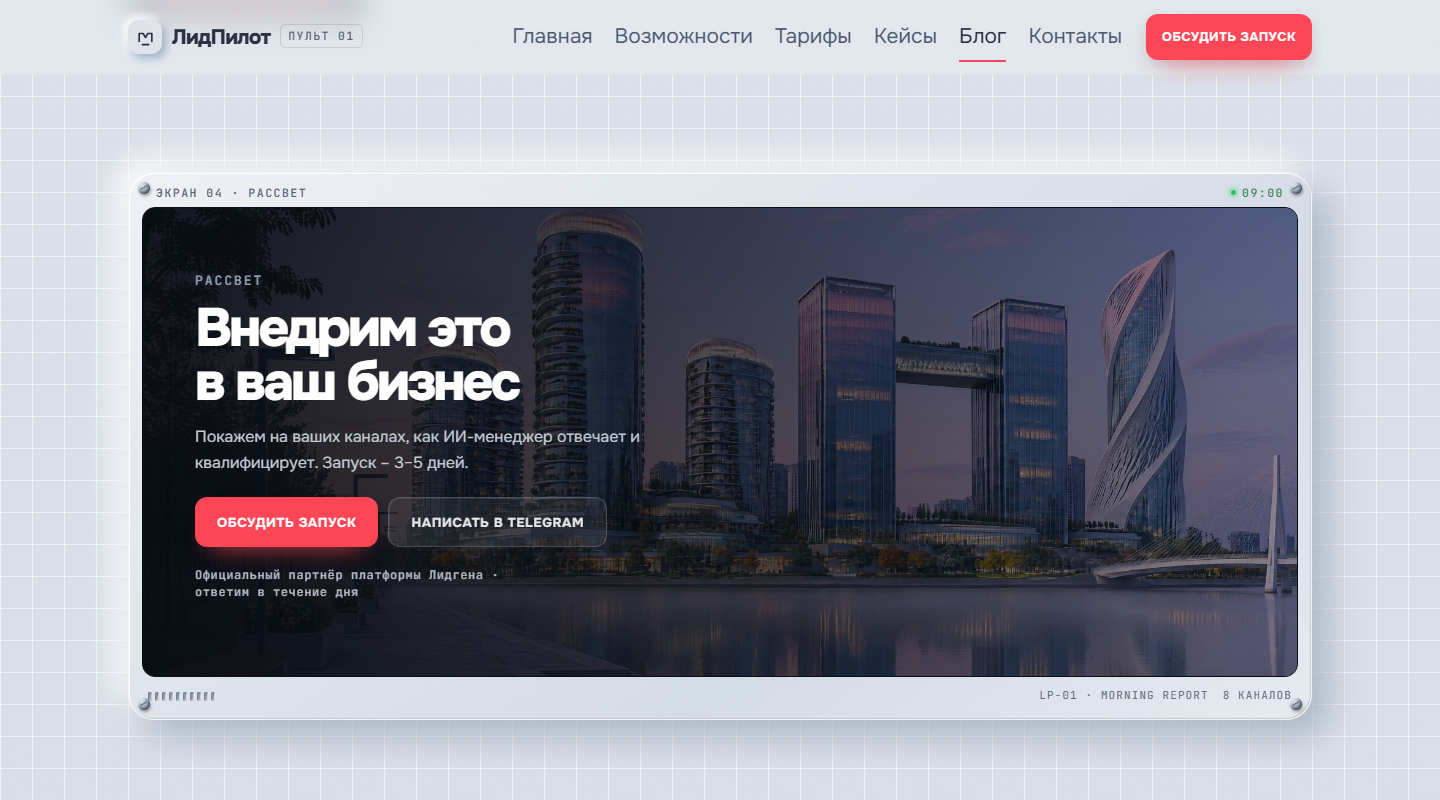 ЛидПилот
ПУЛЬТ 01
Главная
Возможности
Тарифы
Кейсы
Блог
Контакты
ОБСУДИТЬ ЗАПУСК
ЭКРАН 04 · РАССВЕТ
09:00
РАССВЕТ
Внедрим это
в ваш бизнес
Покажем на ваших каналах, как ИИ-менеджер отвечает и
квалифицирует. Запуск – 3–5 дней.
ОБСУДИТЬ ЗАПУСК
НАПИСАТЬ В TELEGRAM
Официальный партнёр платформы Лидгена ·
ответим в течение дня
LP-01 · MORNING REPORT
8 КАНАЛОВ